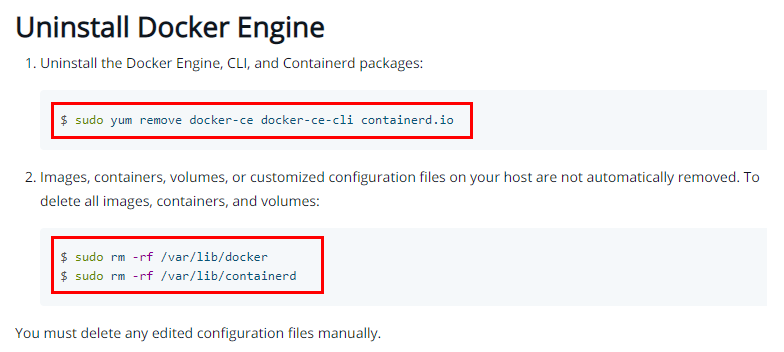 Uninstall Docker Engine
1. Uninstall the Docker Engine, CLI, and Containerd packages:
$ sudo yum remove docker-ce docker-ce-cli containerd.io
2. Images, containers, volumes, or customized configuration files on your host are not automatically removed. To
delete all images, containers, and volumes:
$ sudo rm -rf /var/lib/docker
$ sudo rm -rf /var/lib/containerd
You must delete any edited configuration files manually.